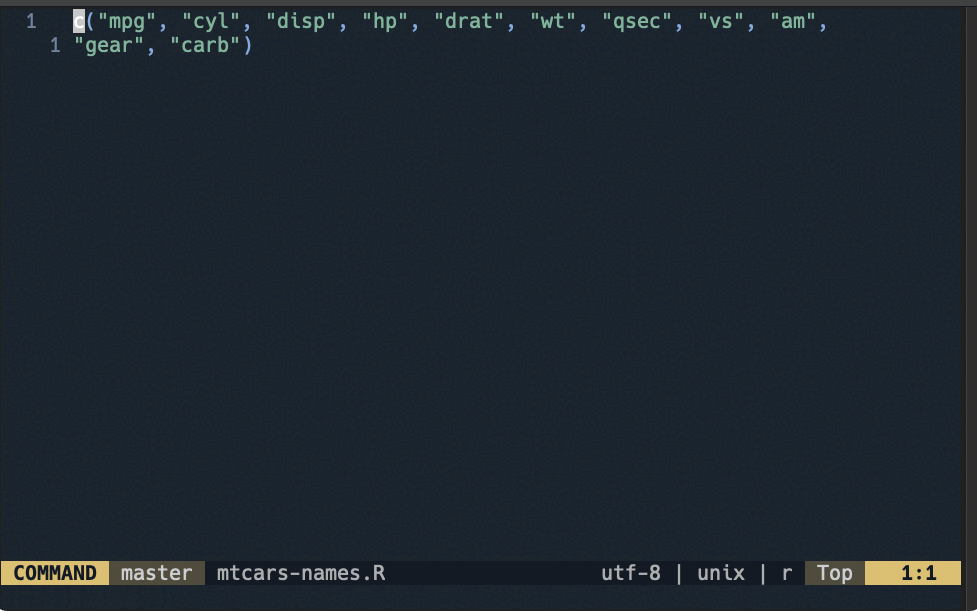 1 c("mpg", "cyl", "disp", "hp", "drat", "wt", "qsec", "vs", "am",
1 "gear", "carb")
COMMAND master mtcars-names.R utf-8 | unix | r Top 1:1